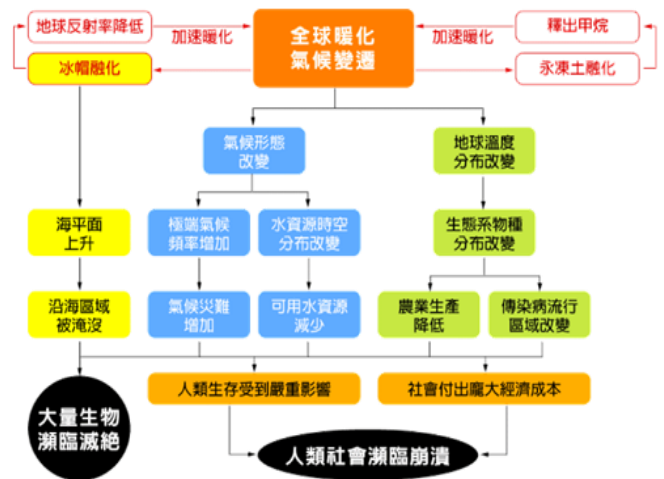 地球反射率降低
加速暖化
全球暖化
氣候變遷
加速暖化
釋出甲烷
冰帽融化
永凍土融化
氣候形態
改變
地球溫度
分布改變
海平面
上升
極端氣候
頻率增加
水資源時空
分布改變
生態系物種
分布改變
沿海區域
被淹沒
氣候災難
增加
可用水資源
減少
農業生產
降低
傳染病流行
區域改變
大量生物
瀕臨滅絕
人類生存受到嚴重影響
社會付出龐大經濟成本
人類社會瀕臨崩潰